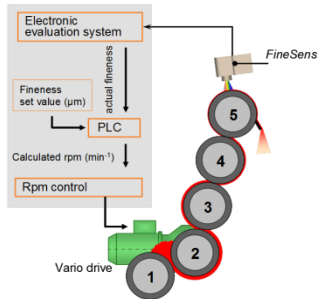 Electronic
evaluation system
FineSens
actual fineness
Fineness
set value (µm)
PLC
Calculated rpm (min⁻¹)
Rpm control
Vario drive
5
4
3
2
1